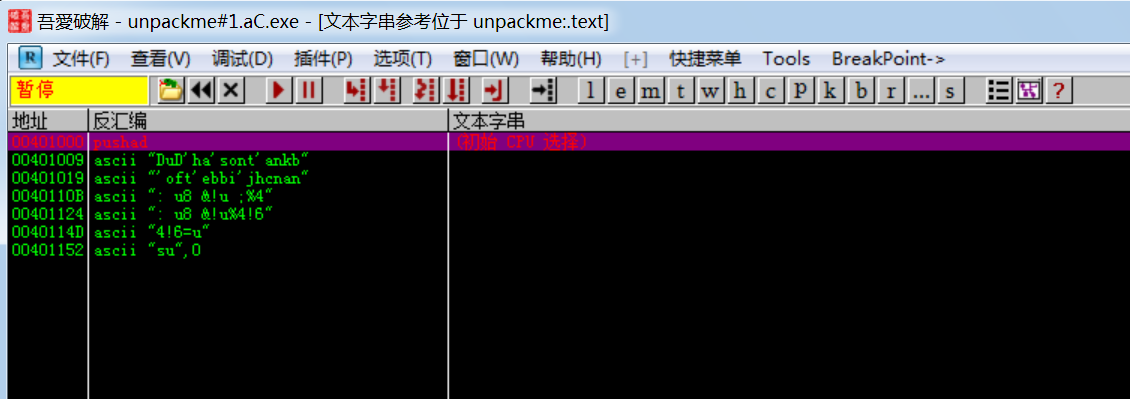 吾愛破解 - unpackme#1.aC.exe - [文本字串参考位于 unpackme:.text]
R 文件(F) 查看(V) 调试(D) 插件(P) 选项(T) 窗口(W) 帮助(H) [+] 快捷菜单 Tools BreakPoint->
暂停 l e m t w h c P k b r ... s ?
地址 反汇编 文本字串
00401000 pushad (初始 CPU 选择)
00401009 ascii "DuD'ha'sont'ankb"
00401019 ascii "'oft'ebbi'jhcnan"
0040110B ascii ": u8 &!u ;%4"
00401124 ascii ": u8 &!u%4!6"
0040114D ascii "4!6=u"
00401152 ascii "su",0